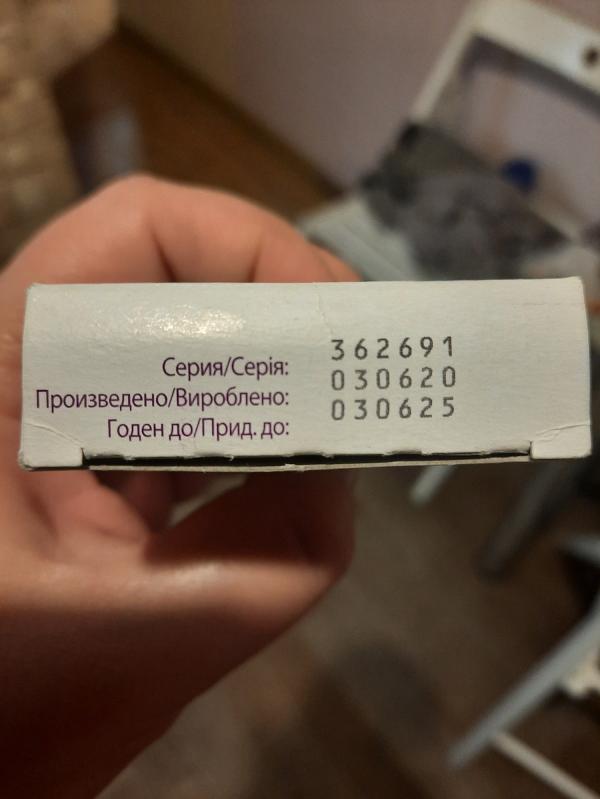 Серия/Серія: 362691
Произведено/Вироблено: 030620
Годен до/Прид. до: 030625